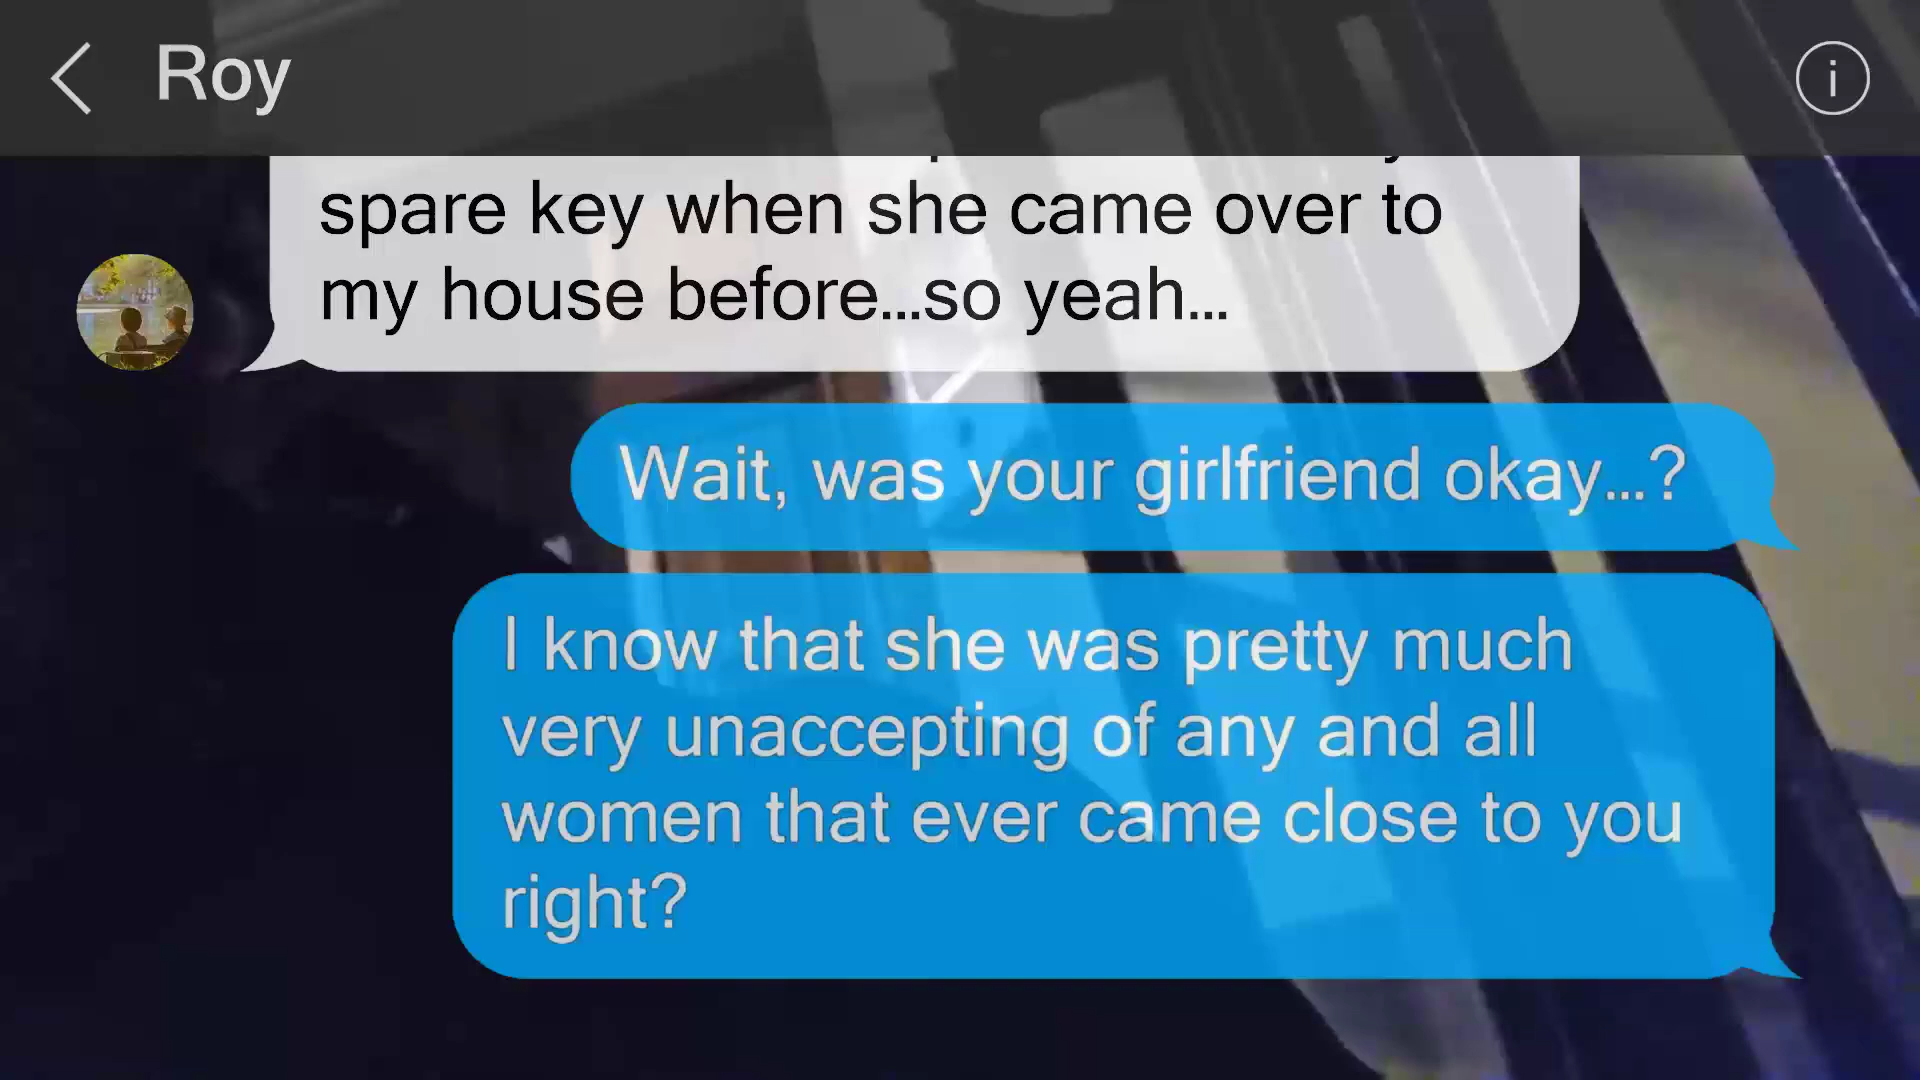 Roy
spare key when she came over to
my house before...so yeah...
Wait, was your girlfriend okay...?
I know that she was pretty much
very unaccepting of any and all
women that ever came close to you
right?